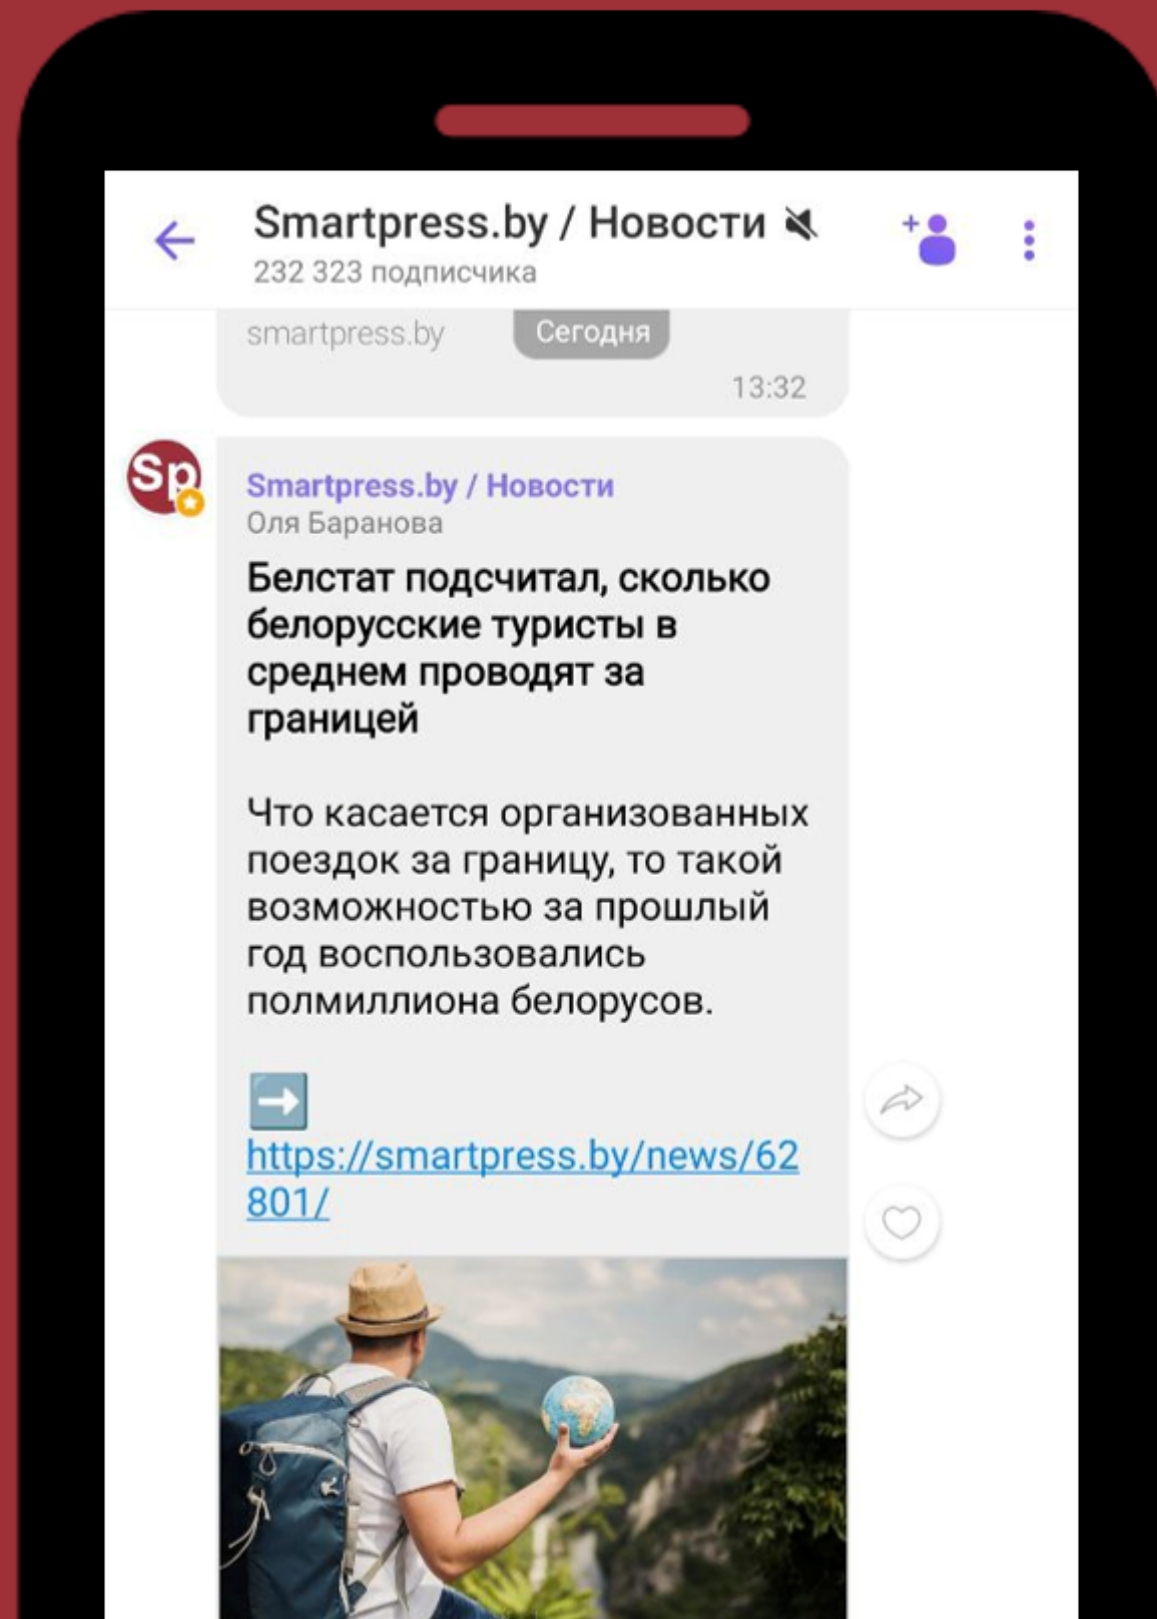 Smartpress.by / Новости
232 323 подписчика
smartpress.by
Сегодня
13:32
Sp
Smartpress.by / Новости
Оля Баранова
Белстат подсчитал, сколько
белорусские туристы в
среднем проводят за
границей
Что касается организованных
поездок за границу, то такой
возможностью за прошлый
год воспользовались
полмиллиона белорусов.
https://smartpress.by/news/62
801/